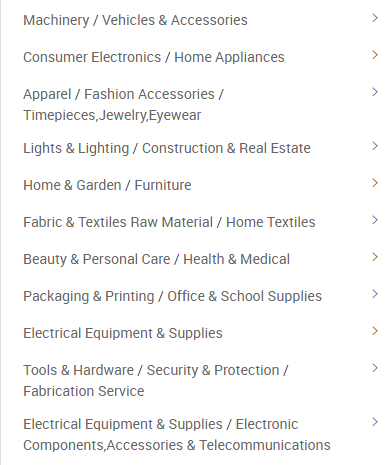 Machinery / Vehicles & Accessories
Consumer Electronics / Home Appliances
Apparel / Fashion Accessories /
Timepieces,Jewelry,Eyewear
Lights & Lighting / Construction & Real Estate
Home & Garden / Furniture
Fabric & Textiles Raw Material / Home Textiles
Beauty & Personal Care / Health & Medical
Packaging & Printing / Office & School Supplies
Electrical Equipment & Supplies
Tools & Hardware / Security & Protection /
Fabrication Service
Electrical Equipment & Supplies / Electronic
Components,Accessories & Telecommunications